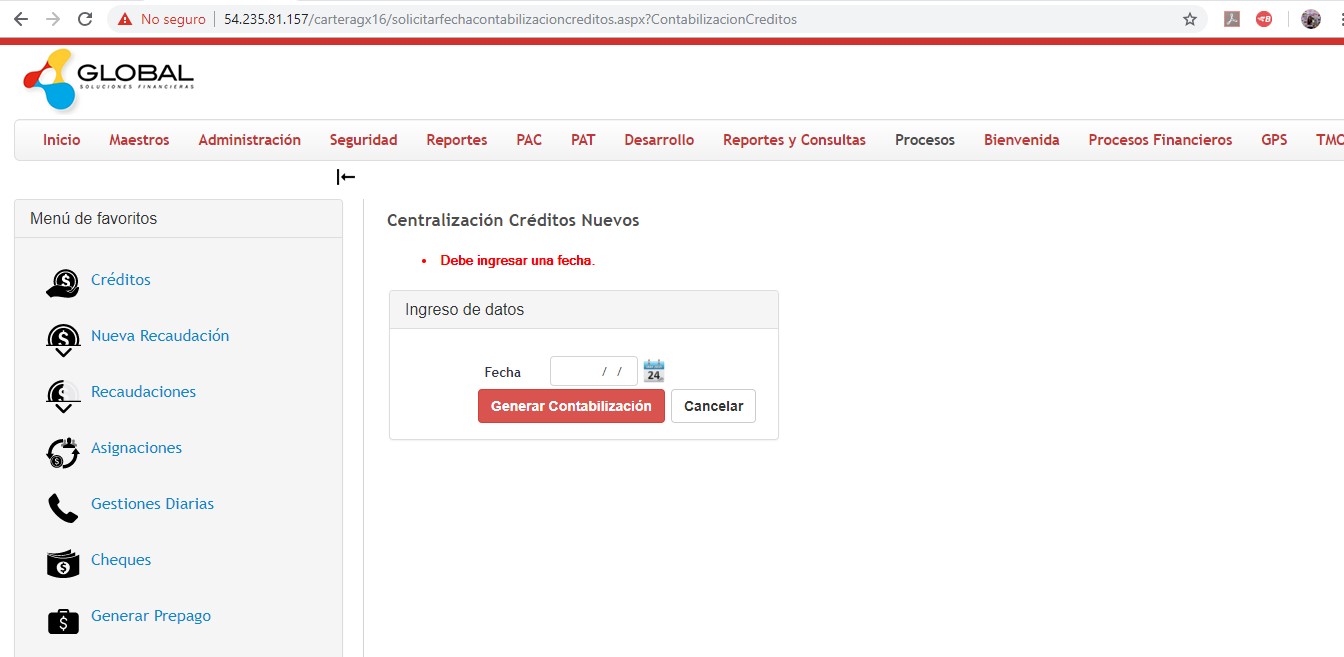 No seguro
54.235.81.157/carteragx16/solicitarfechacontabilizacioncreditos.aspx?ContabilizacionCreditos
GLOBAL
SOLUCIONES FINANCIERAS
Inicio Maestros Administración Seguridad Reportes PAC PAT Desarrollo Reportes y Consultas Procesos Bienvenida Procesos Financieros GPS
Menú de favoritos
Créditos
Nueva Recaudación
Recaudaciones
Asignaciones
Gestiones Diarias
Cheques
Generar Prepago
Centralización Créditos Nuevos
• Debe ingresar una fecha.
Ingreso de datos
Fecha / / 24
Generar Contabilización Cancelar